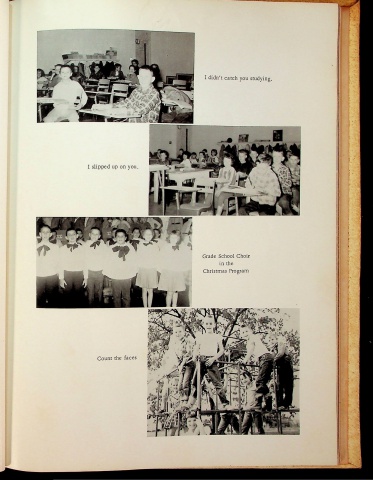 I didn't catch you studying.
I slipped up on you.
Grade School Choir
in the
Christmas Program
Count the faces